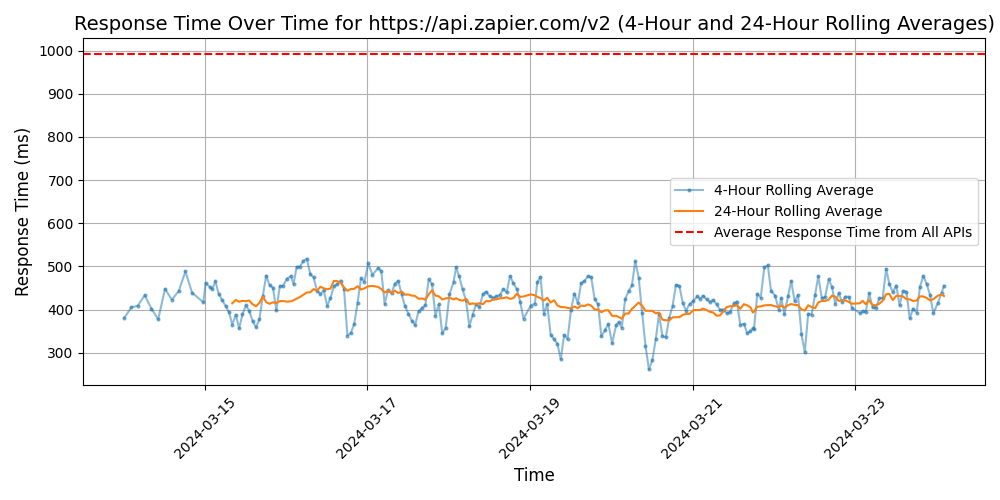 Response Time Over Time for https://api.zapier.com/v2 (4-Hour and 24-Hour Rolling Averages)
Response Time (ms)
1000
900
800
700
600
500
400
300
4-Hour Rolling Average
24-Hour Rolling Average
Average Response Time from All APIs
2024-03-15
2024-03-17
2024-03-19
2024-03-21
2024-03-23
Time